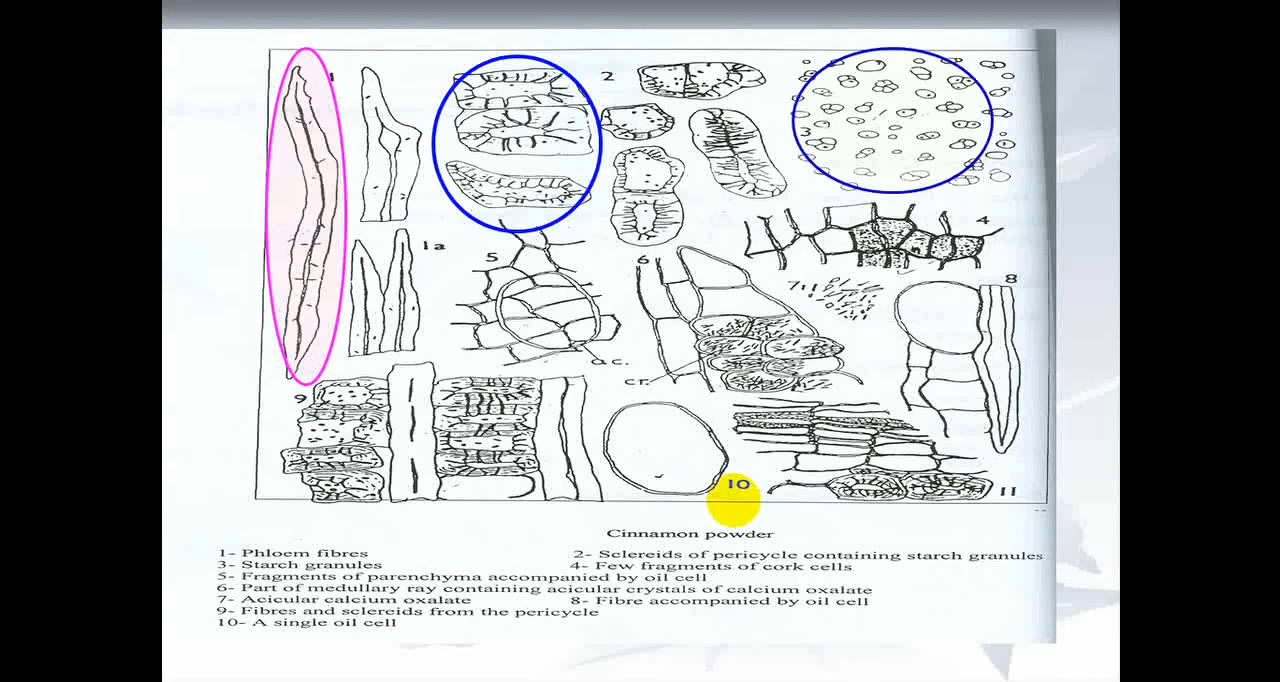 1
2
3
1a
4
5
6
7
8
o.c.
cr.
9
10
11
Cinnamon powder
1- Phloem fibres
2- Sclereids of pericycle containing starch granules
3- Starch granules
4- Few fragments of cork cells
5- Fragments of parenchyma accompanied by oil cell
6- Part of medullary ray containing acicular crystals of calcium oxalate
7- Acicular calcium oxalate
8- Fibre accompanied by oil cell
9- Fibres and sclereids from the pericycle
10- A single oil cell